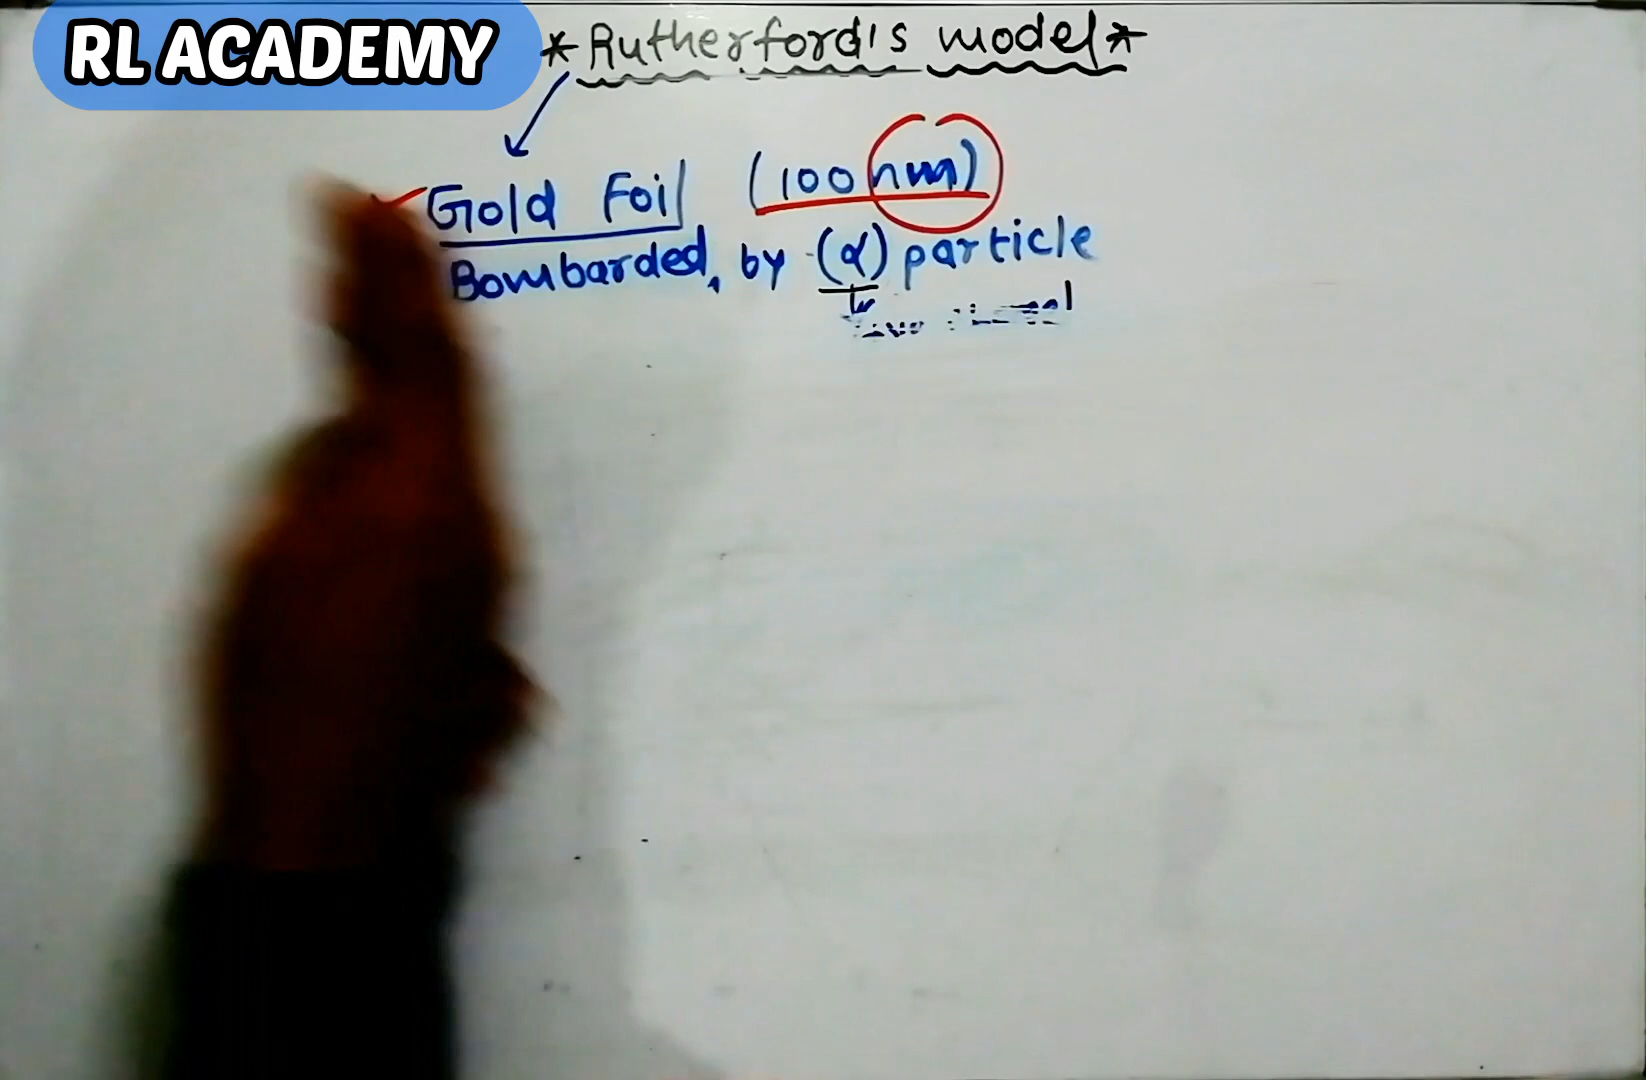 RL ACADEMY
*Rutherford's model*
Gold Foil (100 nm)
Bombarded, by (α) particle